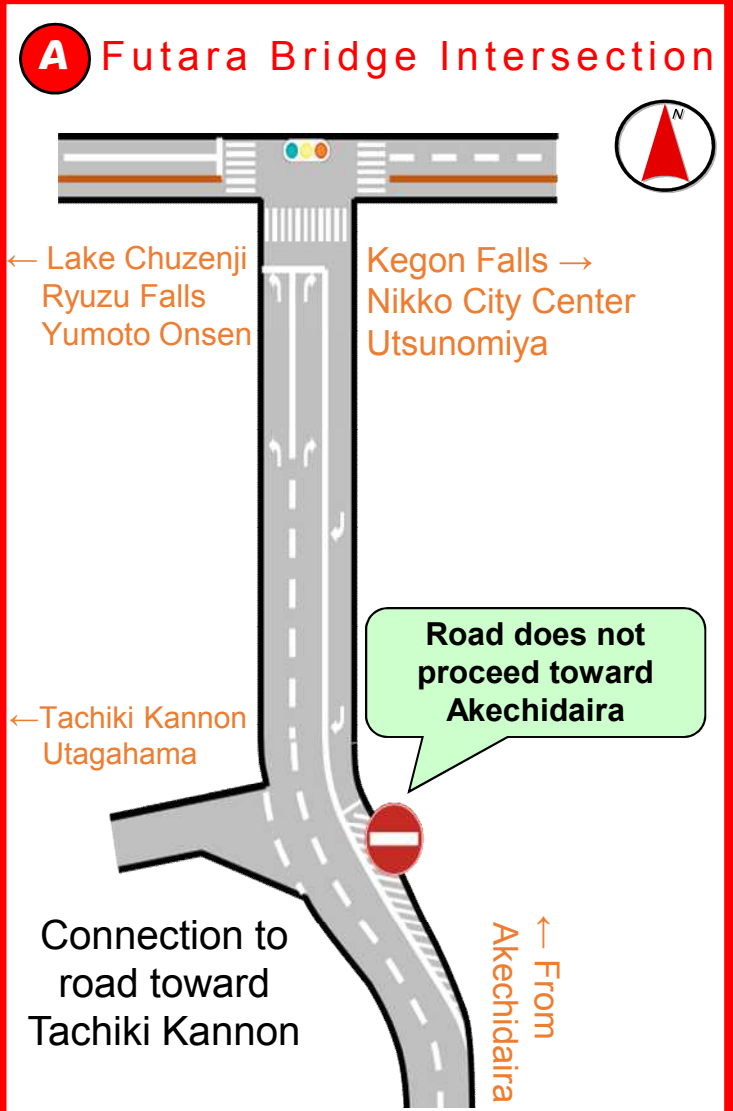 A Futara Bridge Intersection
N
← Lake Chuzenji
Ryuzu Falls
Yumoto Onsen
Kegon Falls →
Nikko City Center
Utsunomiya
Road does not
proceed toward
Akechidaira
←Tachiki Kannon
Utagahama
Connection to
road toward
Tachiki Kannon
← From
Akechidaira